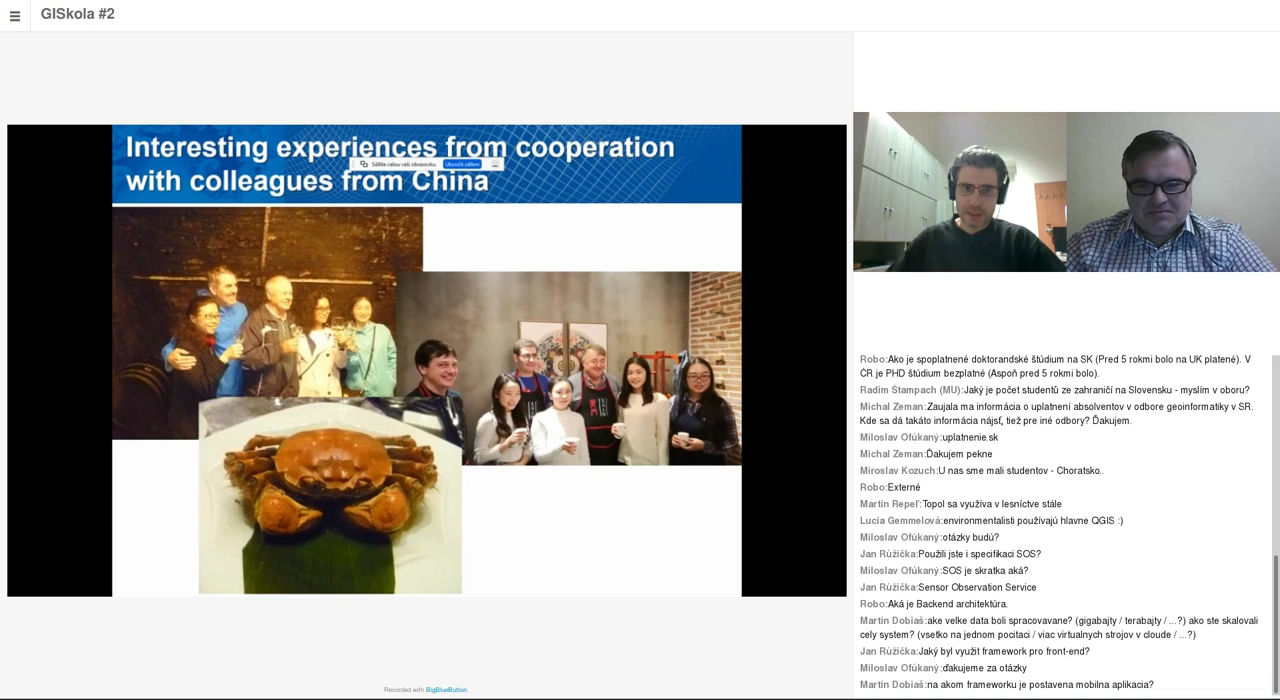 GISkola #2
Interesting experiences from cooperation
Sdílíte celou vaši obrazovku. Ukončit sdílení
with colleagues from China
Robo:Ako je spoplatnené doktorandské štúdium na SK (Pred 5 rokmi bolo na UK platené). V
ČR je PHD štúdium bezplatné (Aspoň pred 5 rokmi bolo).
Radim Štampach (MU):Jaký je počet studentů ze zahraničí na Slovensku - myslím v oboru?
Michal Zeman:Zaujala ma informácia o uplatnení absolventov v odbore geoinformatiky v SR.
Kde sa dá takáto informácia nájsť, tiež pre iné odbory? Ďakujem.
Miloslav Ofúkaný:uplatnenie.sk
Michal Zeman:Ďakujem pekne
Miroslav Kozuch:U nas sme mali studentov - Choratsko..
Robo:Externé
Martin Repeľ:Topol sa využíva v lesníctve stále
Lucia Gemmelová:environmentalisti používajú hlavne QGIS :)
Miloslav Ofúkaný:otázky budú?
Jan Růžička:Použili jste i specifikaci SOS?
Miloslav Ofúkaný:SOS je skratka aká?
Jan Růžička:Sensor Observation Service
Robo:Aká je Backend architektúra.
Martin Dobiaš:ake velke data boli spracovavane? (gigabajty / terabajty / ...?) ako ste skalovali
cely system? (vsetko na jednom pocitaci / viac virtualnych strojov v cloude / ...?)
Jan Růžička:Jaký byl využit framework pro front-end?
Miloslav Ofúkaný:ďakujeme za otázky
Martin Dobiaš:na akom frameworku je postavena mobilna aplikacia?
Recorded with BigBlueButton.